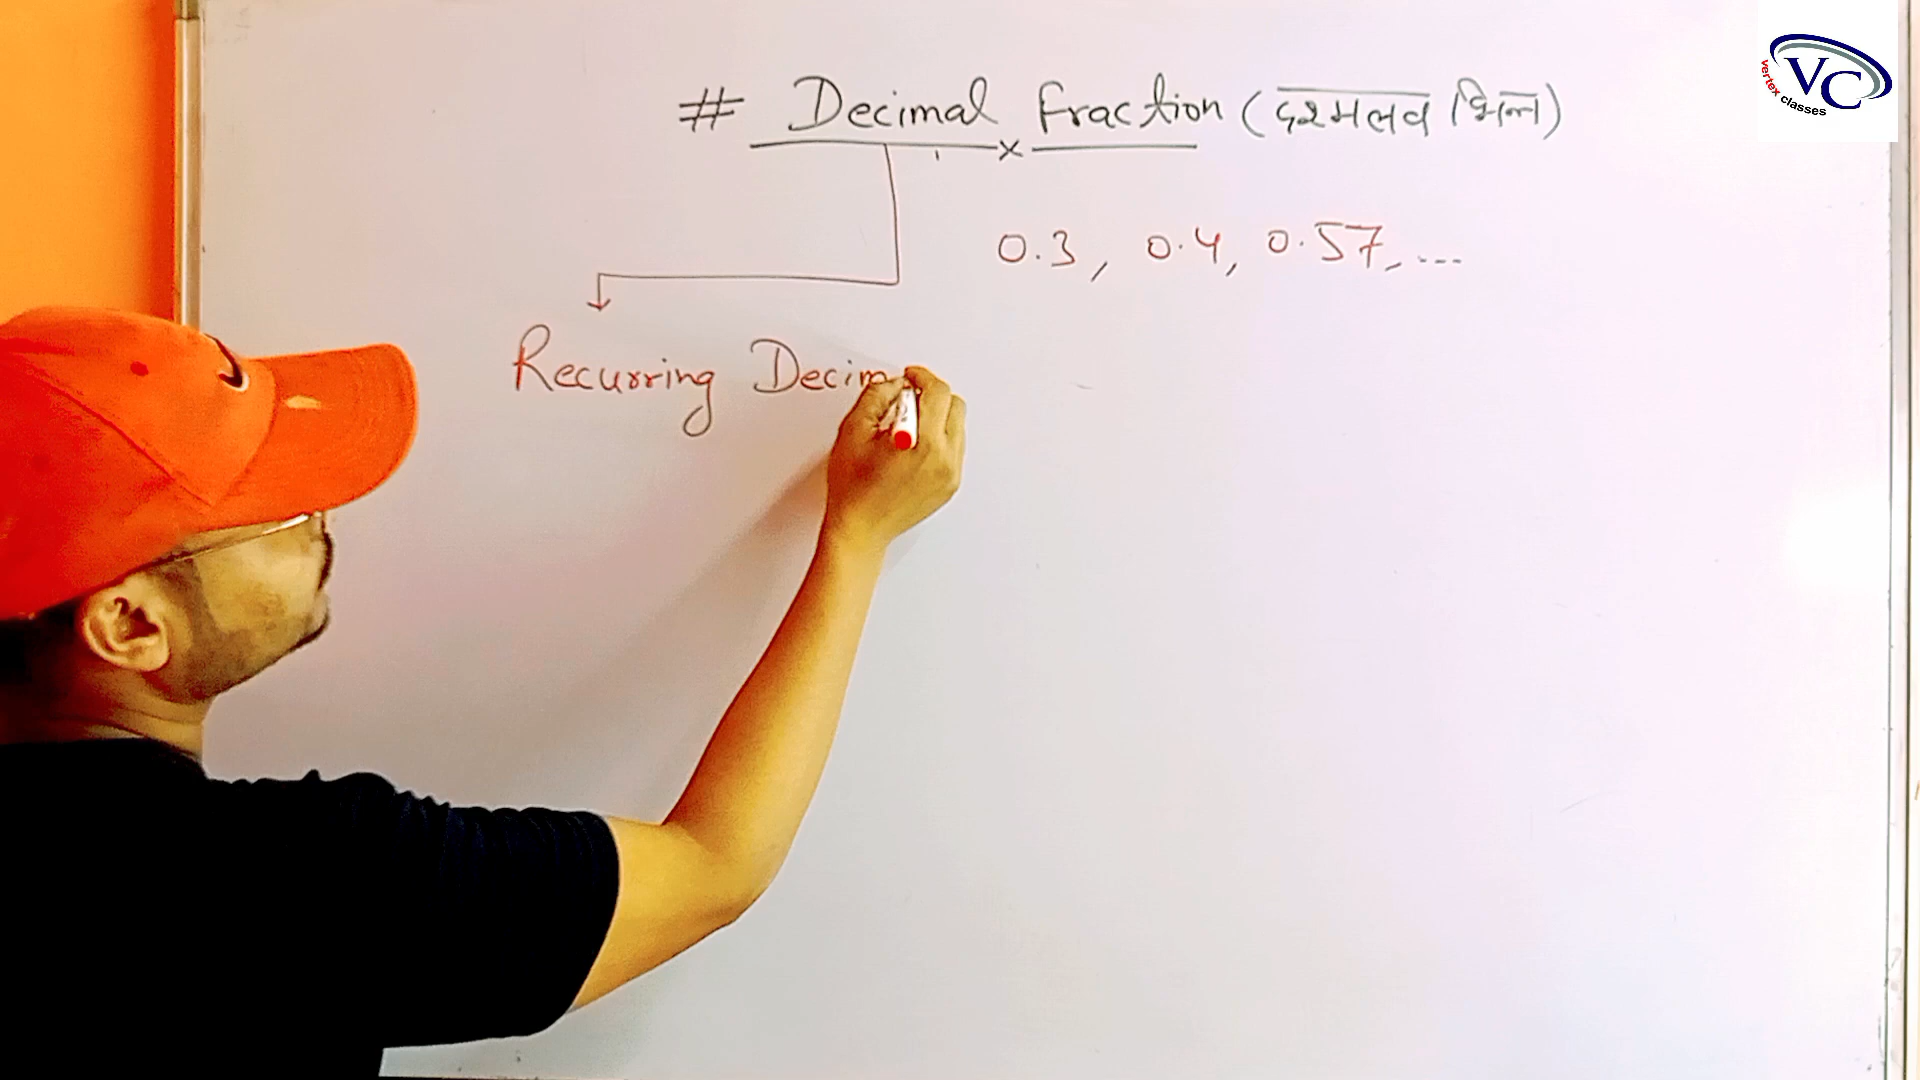 # Decimal Fraction (दशमलव भिन्न)
0.3, 0.4, 0.57, ...
Recurring Decim
VC
vertex classes